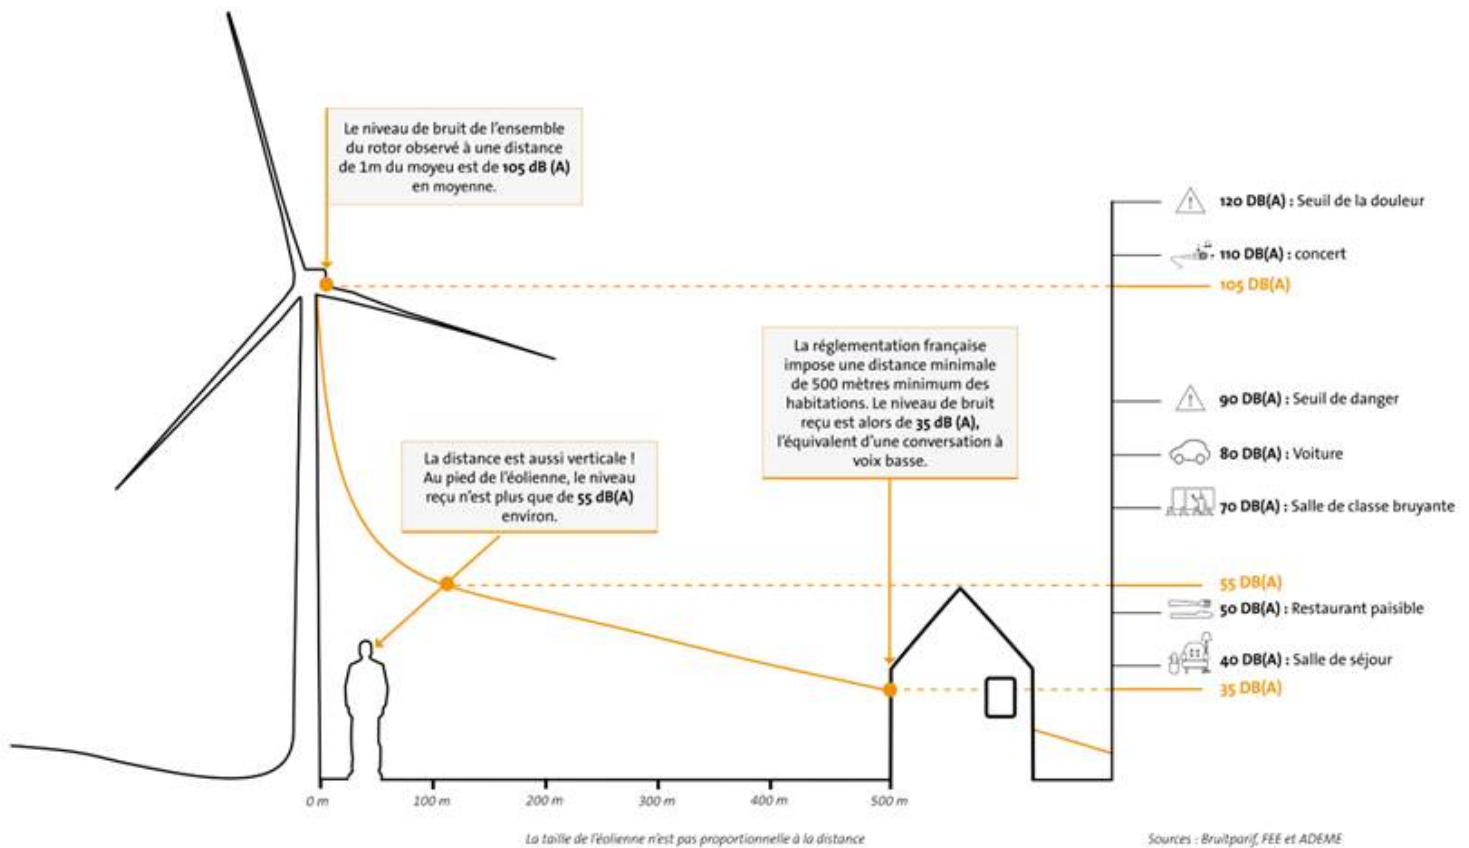 Le niveau de bruit de l'ensemble
du rotor observé à une distance
de 1m du moyeu est de 105 dB (A)
en moyenne.
120 DB(A) : Seuil de la douleur
110 DB(A) : concert
105 DB(A)
La réglementation française
impose une distance minimale
de 500 mètres minimum des
habitations. Le niveau de bruit
reçu est alors de 35 dB (A),
l'équivalent d'une conversation à
voix basse.
90 DB(A) : Seuil de danger
80 DB(A) : Voiture
70 DB(A) : Salle de classe bruyante
La distance est aussi verticale !
Au pied de l'éolienne, le niveau
reçu n'est plus que de 55 dB(A)
environ.
55 DB(A)
50 DB(A) : Restaurant paisible
40 DB(A) : Salle de séjour
35 DB(A)
0 m 100 m 200 m 300 m 400 m 500 m
La taille de l'éolienne n'est pas proportionnelle à la distance
Sources : Bruitparif, FEE et ADEME